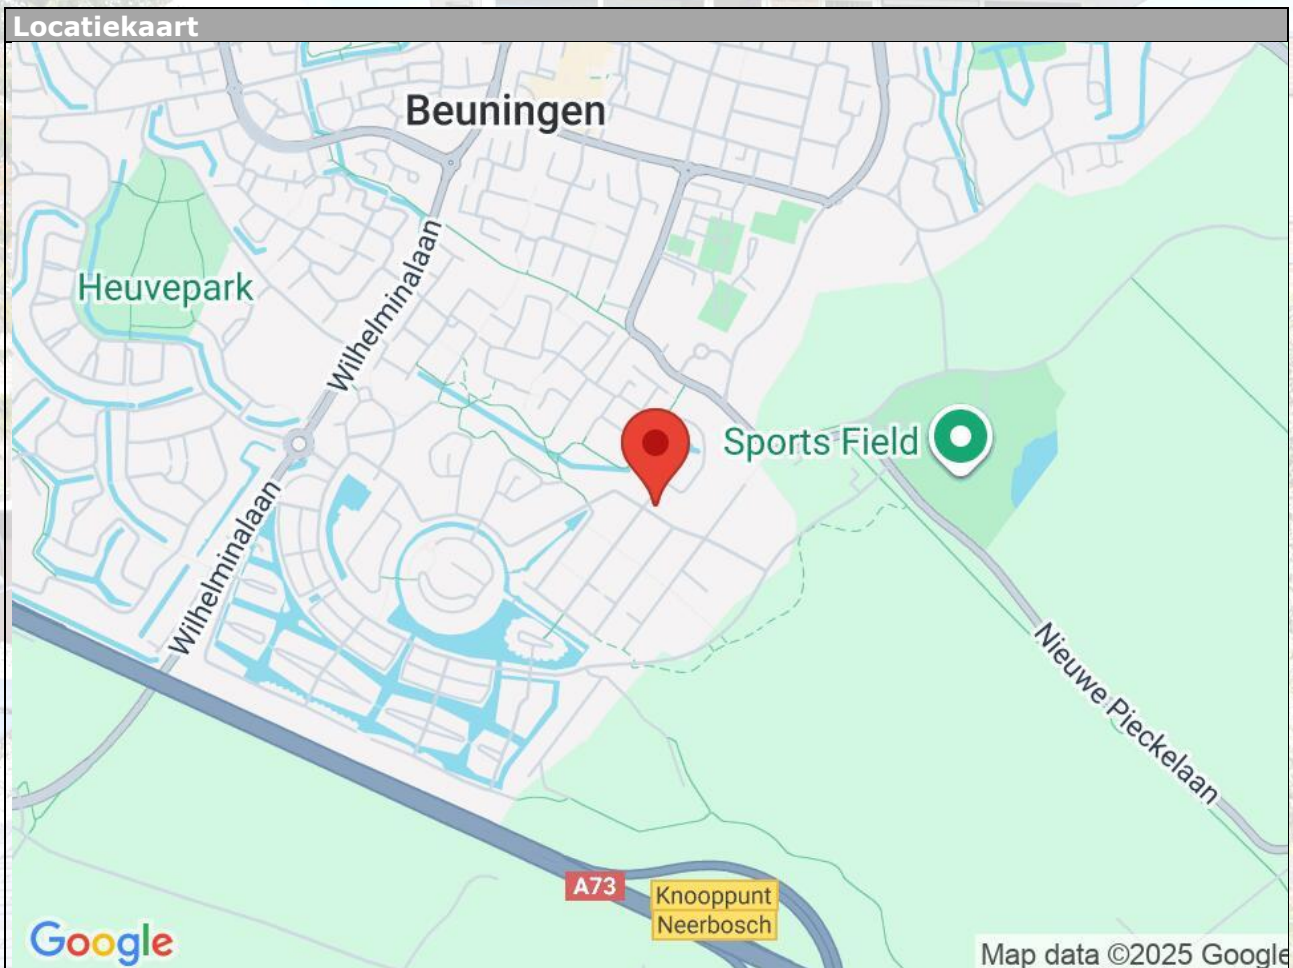 Locatiekaart
Beuningen
Heuvepark
Wilhelminalaan
Sports Field
Wilhelminalaan
Nieuwe Pieckelaan
A73
Knooppunt
Neerbosch
Google
Map data ©2025 Google